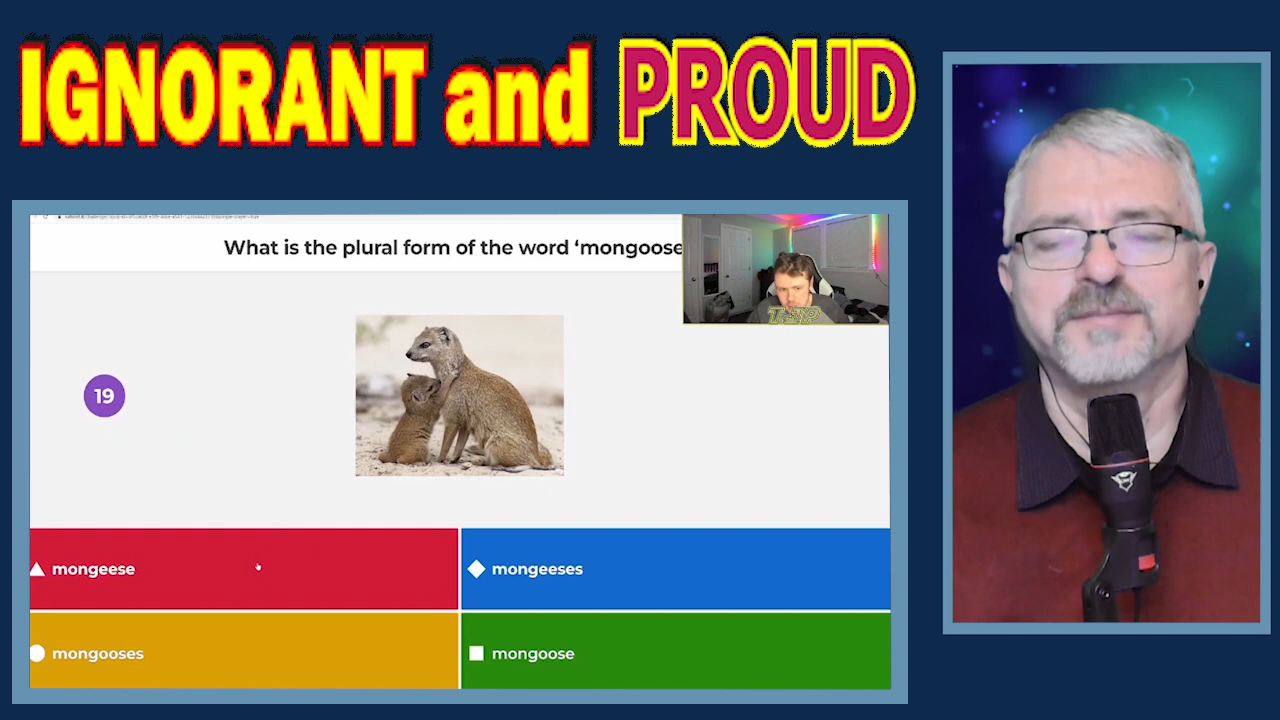 IGNORANT and PROUD
What is the plural form of the word ‘mongoose
19
mongeese
mongeeses
mongooses
mongoose